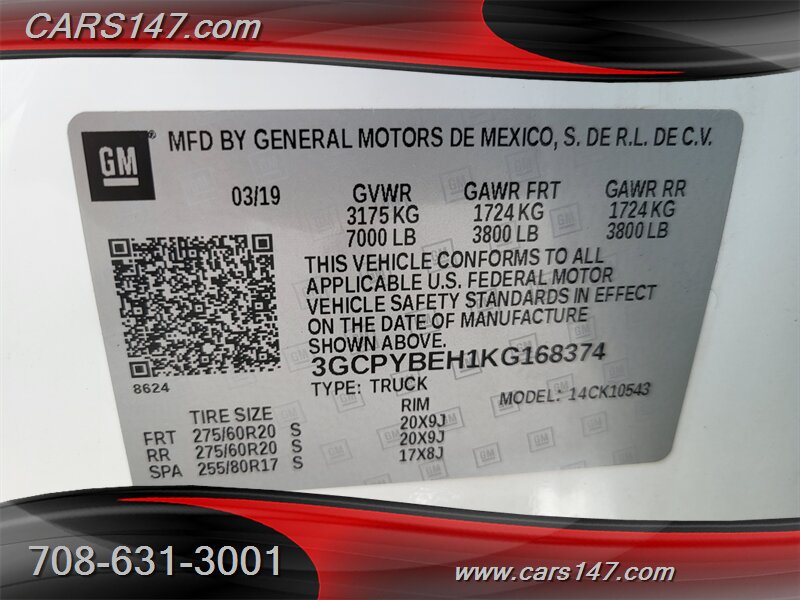 CARS147.com
GM
MFD BY GENERAL MOTORS DE MEXICO, S. DE R.L. DE C.V.
03/19 GVWR GAWR FRT GAWR RR
3175 KG 1724 KG 1724 KG
7000 LB 3800 LB 3800 LB
THIS VEHICLE CONFORMS TO ALL
APPLICABLE U.S. FEDERAL MOTOR
VEHICLE SAFETY STANDARDS IN EFFECT
ON THE DATE OF MANUFACTURE
SHOWN ABOVE.
3GCPYBEH1KG168374
8624
TYPE: TRUCK MODEL: 14CK10543
TIRE SIZE RIM
FRT 275/60R20 S 20X9J
RR 275/60R20 S 20X9J
SPA 255/80R17 S 17X8J
708-631-3001
www.cars147.com